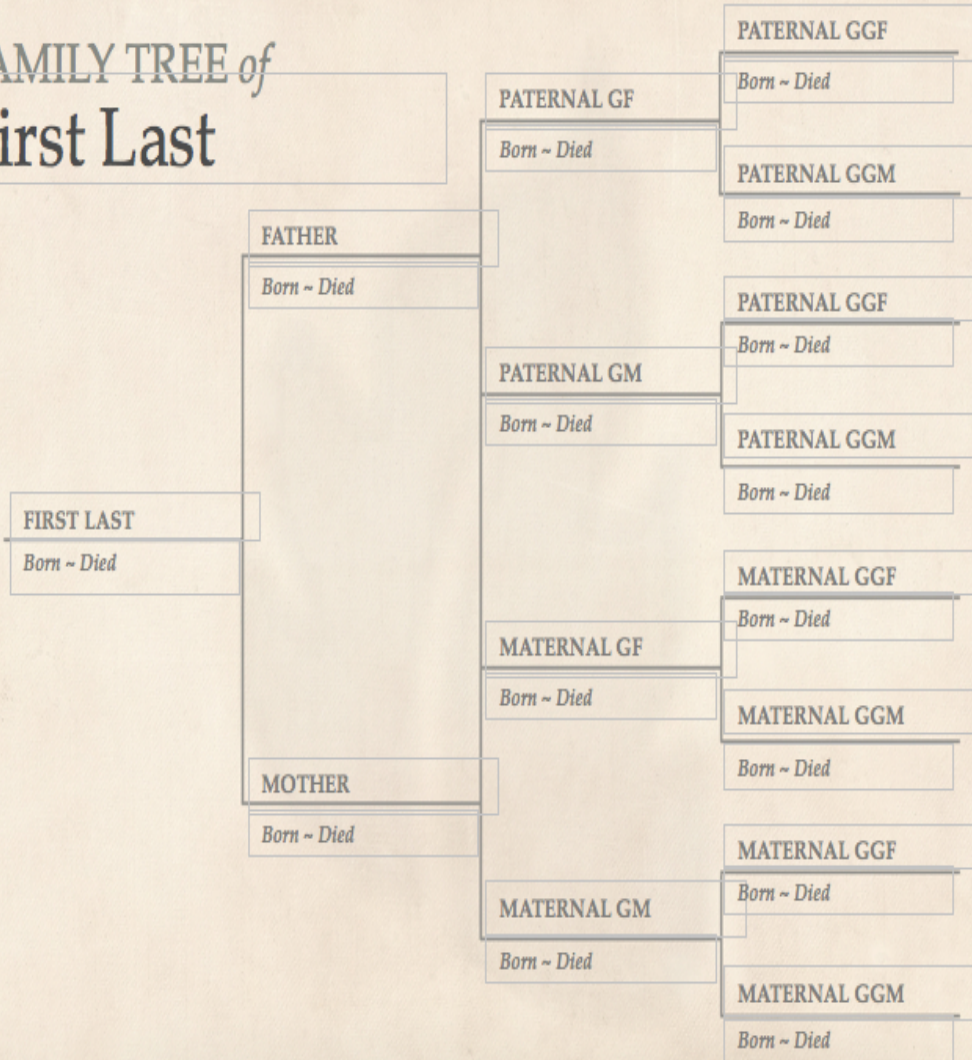 AMILY TREE of
irst Last
FIRST LAST
Born ~ Died
FATHER
Born ~ Died
MOTHER
Born ~ Died
PATERNAL GF
Born ~ Died
PATERNAL GM
Born ~ Died
MATERNAL GF
Born ~ Died
MATERNAL GM
Born ~ Died
PATERNAL GGF
Born ~ Died
PATERNAL GGM
Born ~ Died
PATERNAL GGF
Born ~ Died
PATERNAL GGM
Born ~ Died
MATERNAL GGF
Born ~ Died
MATERNAL GGM
Born ~ Died
MATERNAL GGF
Born ~ Died
MATERNAL GGM
Born ~ Died